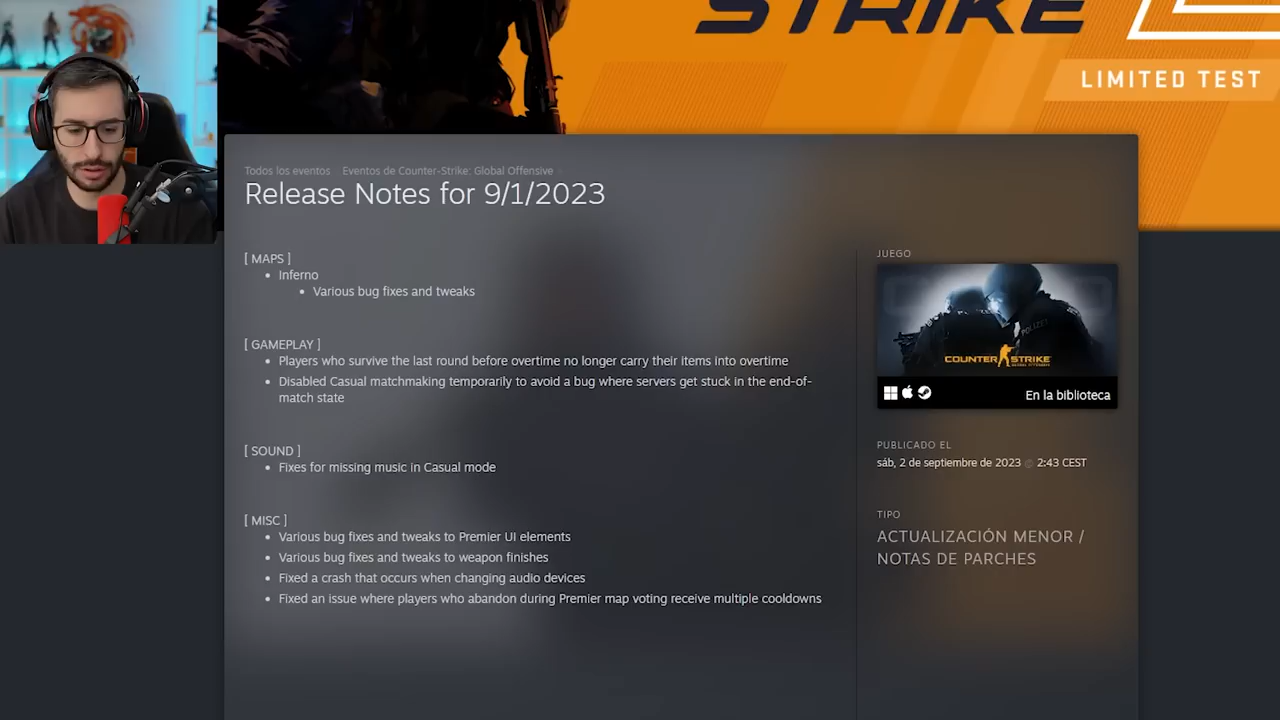 STRIKE
LIMITED TEST
Todos los eventos Eventos de Counter-Strike: Global Offensive
Release Notes for 9/1/2023
[ MAPS ]
• Inferno
• Various bug fixes and tweaks
[ GAMEPLAY ]
• Players who survive the last round before overtime no longer carry their items into overtime
• Disabled Casual matchmaking temporarily to avoid a bug where servers get stuck in the end-of-
match state
[ SOUND ]
• Fixes for missing music in Casual mode
[ MISC ]
• Various bug fixes and tweaks to Premier UI elements
• Various bug fixes and tweaks to weapon finishes
• Fixed a crash that occurs when changing audio devices
• Fixed an issue where players who abandon during Premier map voting receive multiple cooldowns
JUEGO
POLIZEI
COUNTER STRIKE
GLOBAL OFFENSIVE
En la biblioteca
PUBLICADO EL
sáb, 2 de septiembre de 2023 @ 2:43 CEST
TIPO
ACTUALIZACIÓN MENOR /
NOTAS DE PARCHES